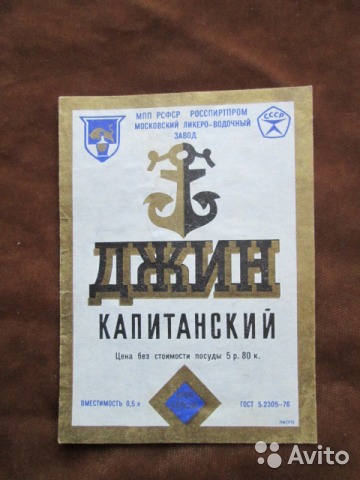 МПП РСФСР РОССПИРТПРОМ
МОСКОВСКИЙ ЛИКЕРО-ВОДОЧНЫЙ
ЗАВОД
СССР
ДЖИН
КАПИТАНСКИЙ
Цена без стоимости посуды 5 р. 80 к.
ВМЕСТИМОСТЬ 0,5 л
ГОСТ 5.2305-76
Avito